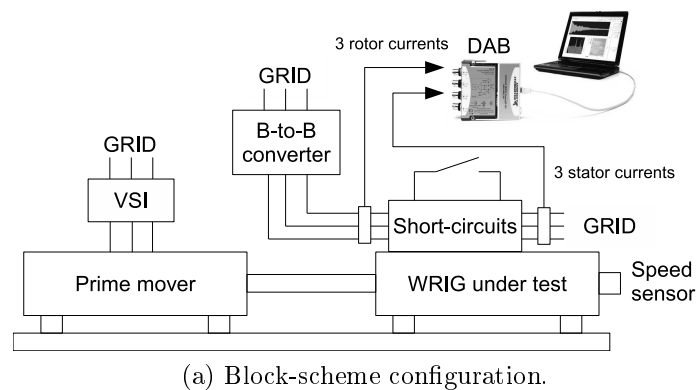 3 rotor currents
DAB
GRID
B-to-B
converter
GRID
3 stator currents
VSI
Short-circuits
GRID
Prime mover
WRIG under test
Speed
sensor
(a) Block-scheme configuration.